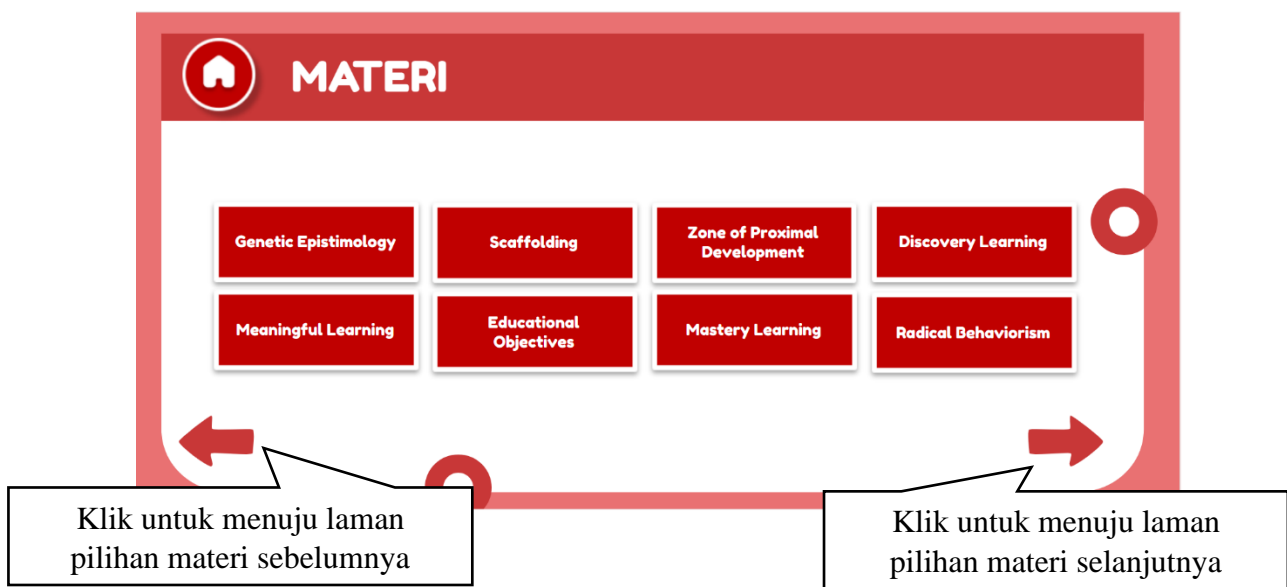 MATERI
Genetic Epistimology
Scaffolding
Zone of Proximal
Development
Discovery Learning
Meaningful Learning
Educational
Objectives
Mastery Learning
Radical Behaviorism
Klik untuk menuju laman
pilihan materi sebelumnya
Klik untuk menuju laman
pilihan materi selanjutnya